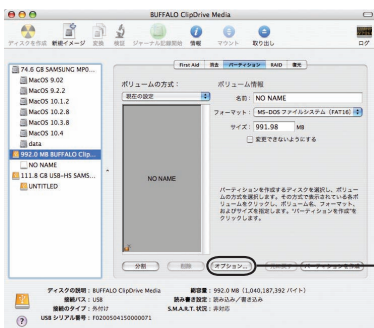 BUFFALO ClipDrive Media
ディスクを作成 新規イメージ 変換 検証 ジャーナル記録開始 情報 マウント 取り出し ログ
First Aid 消去 パーティション RAID 復元
74.6 GB SAMSUNG MP0...
MacOS 9.02
MacOS 9.2.2
MacOS 10.1.2
MacOS 10.2.8
MacOS 10.3.8
MacOS 10.4
data
992.0 MB BUFFALO Clip...
NO NAME
111.8 GB USB-HS SAMS...
UNTITLED
ボリュームの方式：
現在の設定
NO NAME
ボリューム情報
名前： NO NAME
フォーマット： MS-DOS ファイルシステム (FAT16)
サイズ： 991.98 MB
変更できないようにする
パーティションを作成するディスクを選択し、ボリュー
ムの方式を選択します。その方式で表示されている各ボ
リュームをクリックし、ボリューム名、フォーマット、
およびサイズを指定します。"パーティションを作成"を
クリックします。
分割 削除 オプション... パーティションを作成
ディスクの説明： BUFFALO ClipDrive Media
接続バス： USB
接続のタイプ： 外付け
USB シリアル番号： F0200504150000071
総容量： 992.0 MB (1,040,187,392 バイト)
読み書き設定： 読み込み／書き込み
S.M.A.R.T. 状況： 非対応